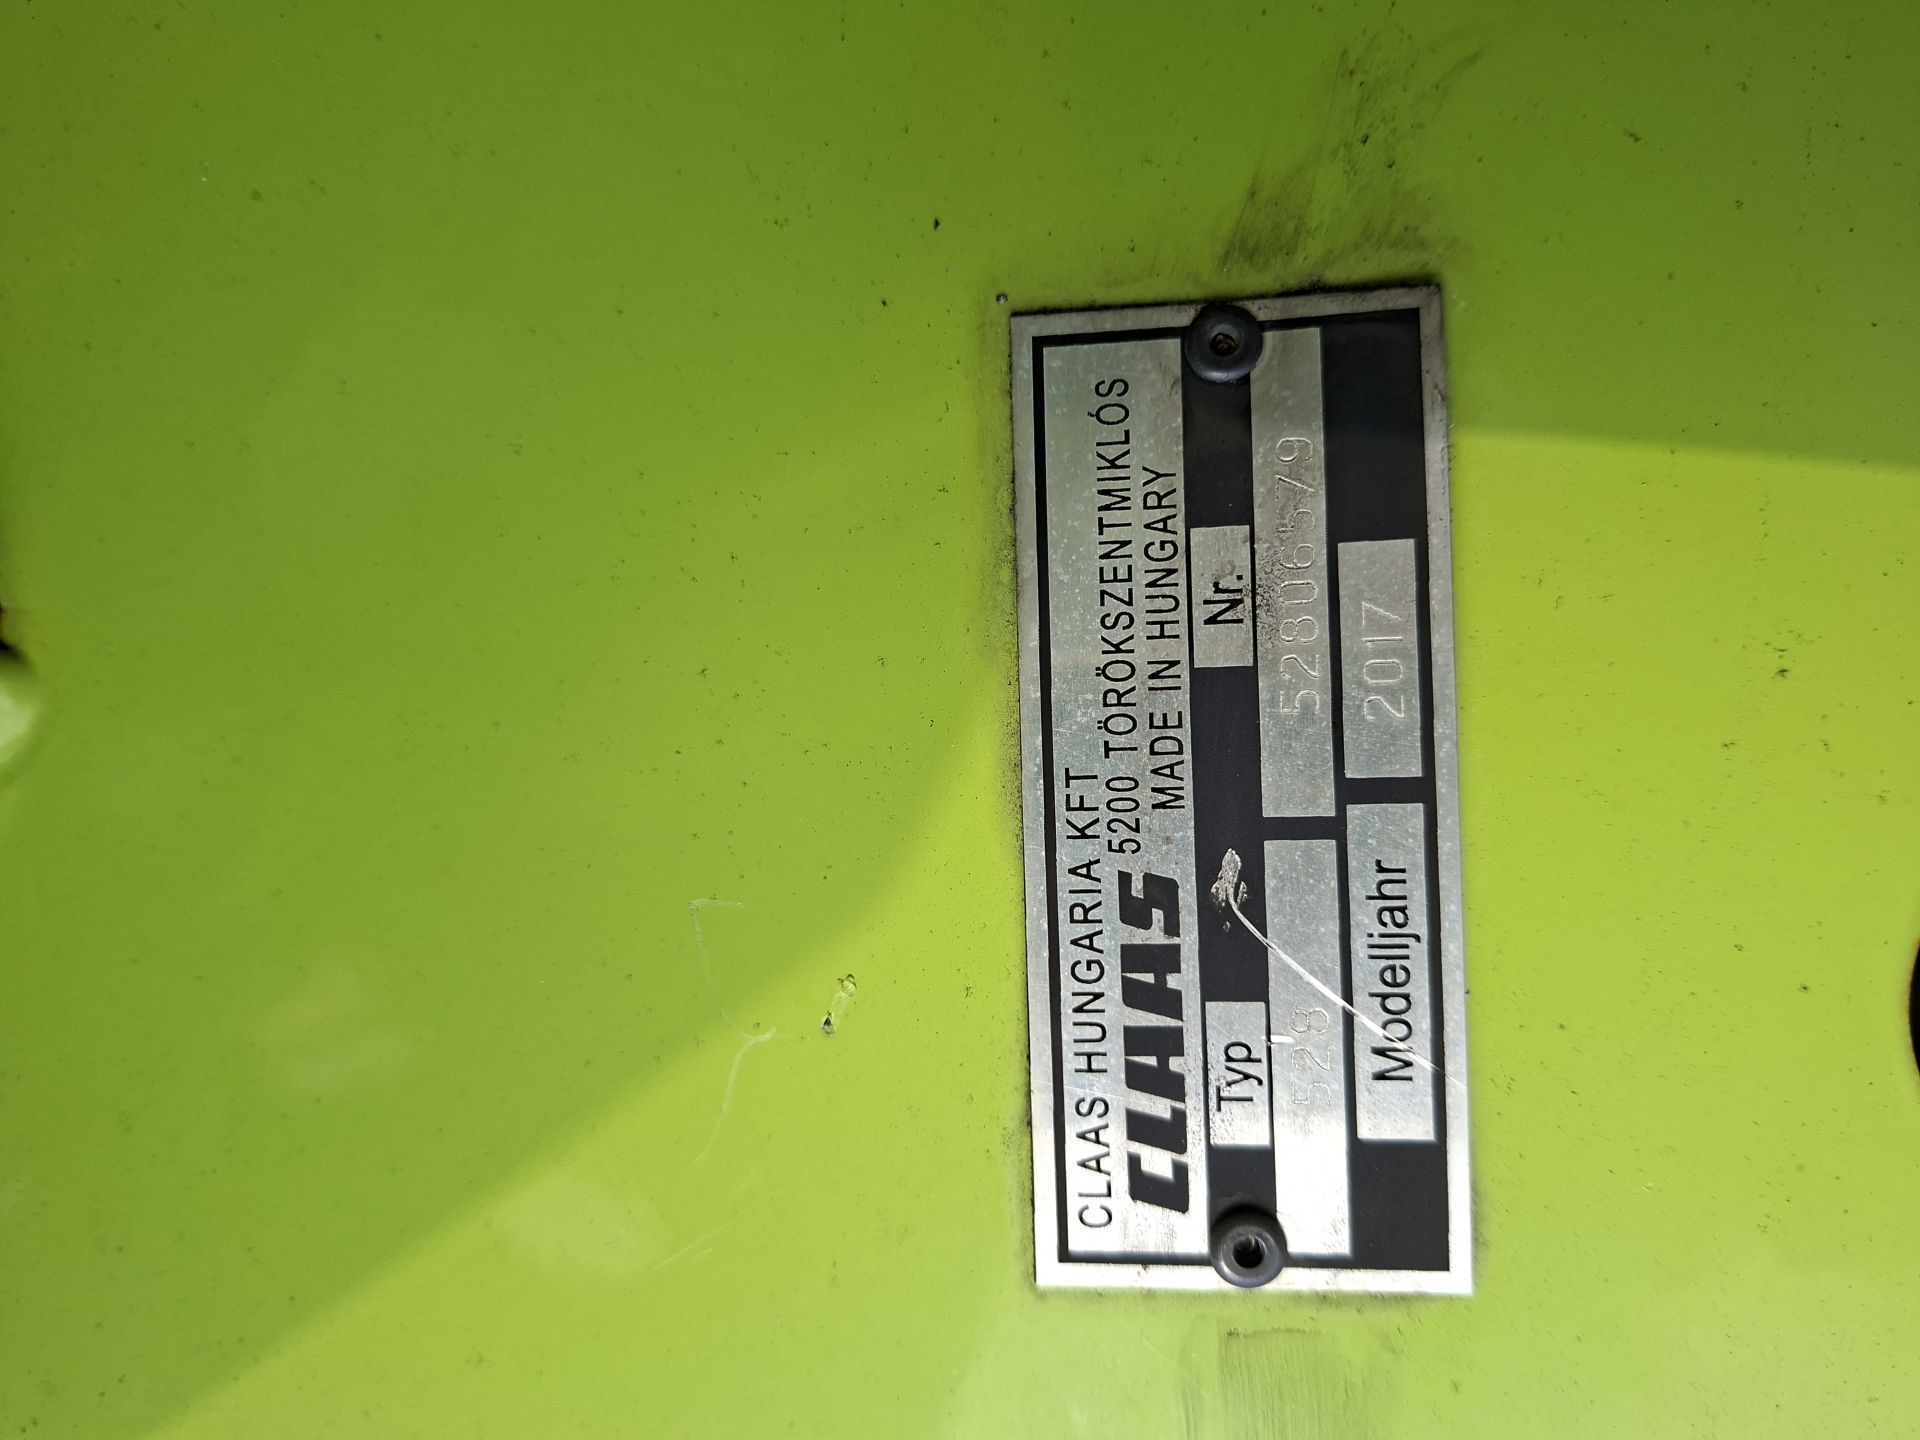 CLAAS HUNGARIA KFT
CLAAS 5200 TÖRÖKSZENTMIKLÓS
MADE IN HUNGARY
Typ Nr.
528 52806579
Modelljahr 2017